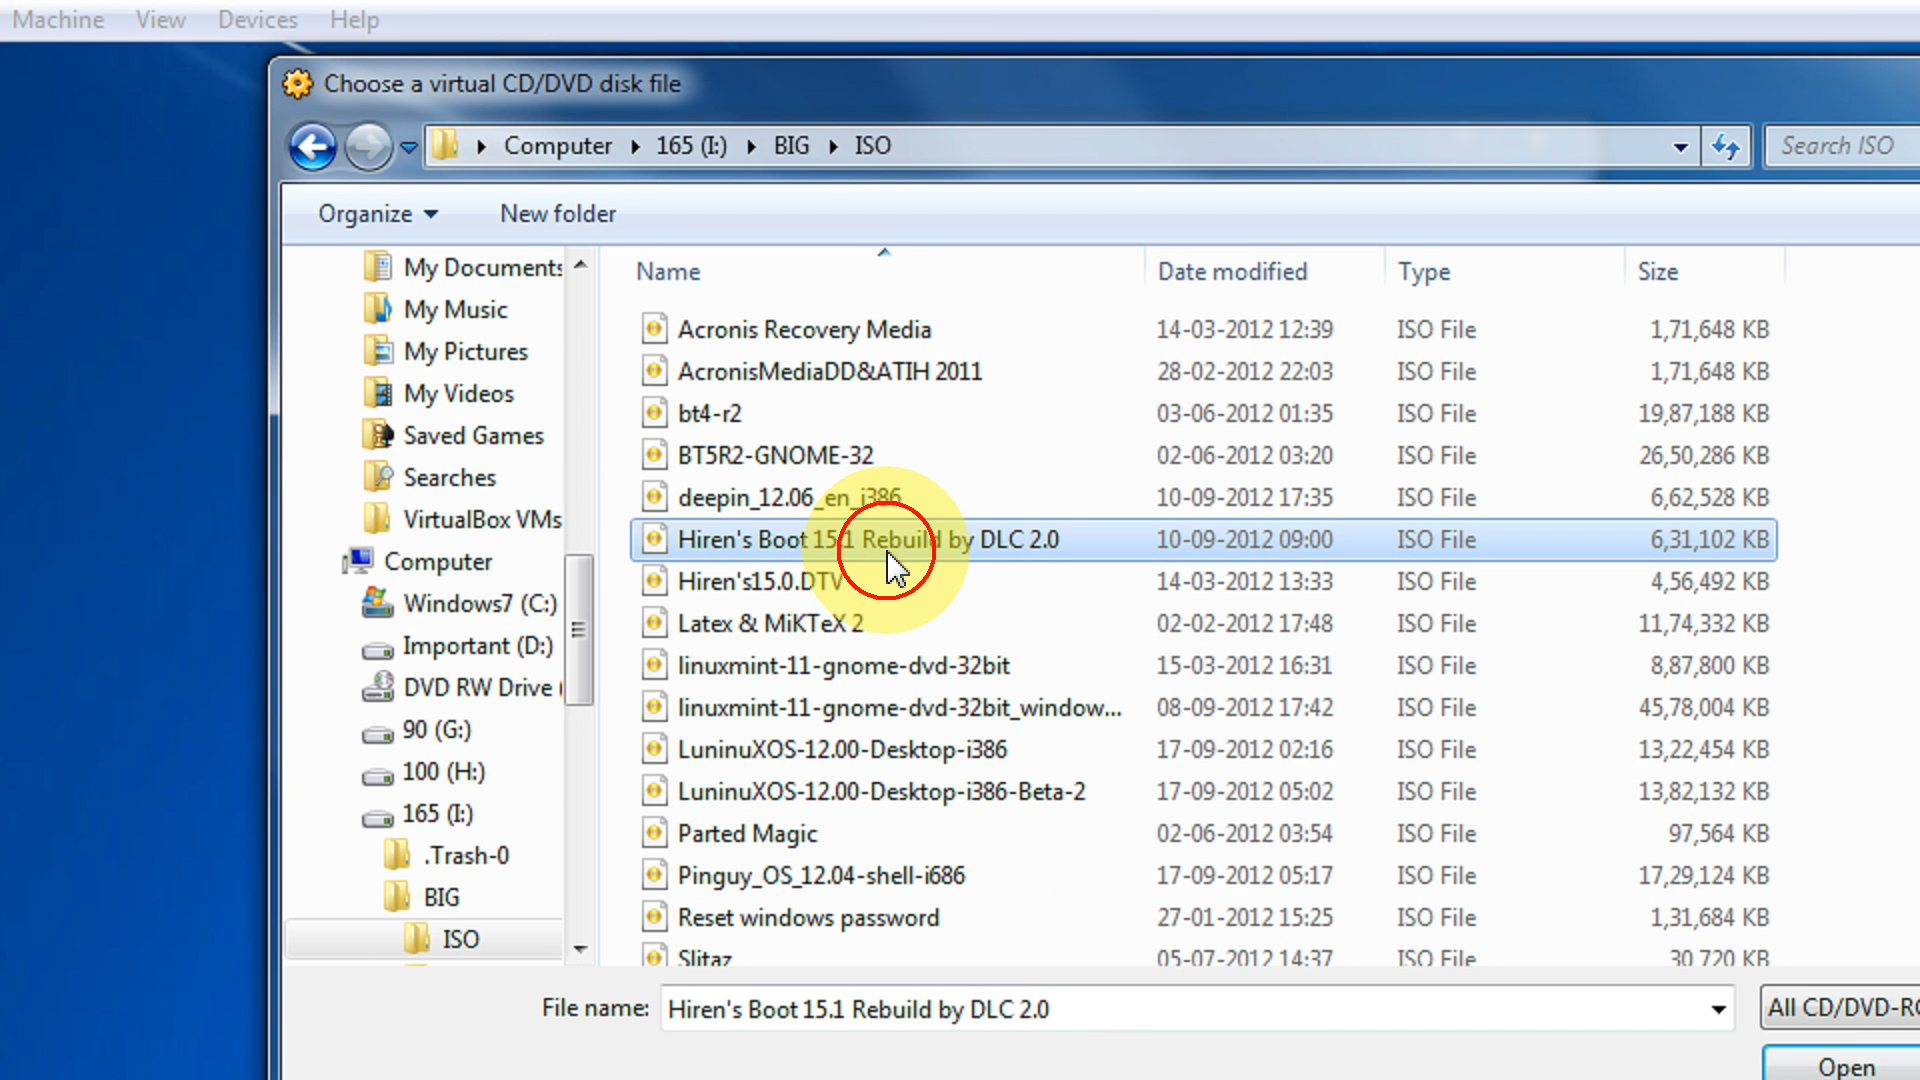 Machine View Devices Help
Choose a virtual CD/DVD disk file
Computer 165 (I:) BIG ISO
Search ISO
Organize New folder
My Documents
My Music
My Pictures
My Videos
Saved Games
Searches
VirtualBox VMs
Computer
Windows7 (C:)
Important (D:)
DVD RW Drive (
90 (G:)
100 (H:)
165 (I:)
.Trash-0
BIG
ISO
Name Date modified Type Size
Acronis Recovery Media 14-03-2012 12:39 ISO File 1,71,648 KB
AcronisMediaDD&ATIH 2011 28-02-2012 22:03 ISO File 1,71,648 KB
bt4-r2 03-06-2012 01:35 ISO File 19,87,188 KB
BT5R2-GNOME-32 02-06-2012 03:20 ISO File 26,50,286 KB
deepin_12.06_en_i386 10-09-2012 17:35 ISO File 6,62,528 KB
Hiren's Boot 15.1 Rebuild by DLC 2.0 10-09-2012 09:00 ISO File 6,31,102 KB
Hiren's15.0.DTV 14-03-2012 13:33 ISO File 4,56,492 KB
Latex & MiKTeX 2 02-02-2012 17:48 ISO File 11,74,332 KB
linuxmint-11-gnome-dvd-32bit 15-03-2012 16:31 ISO File 8,87,800 KB
linuxmint-11-gnome-dvd-32bit_window... 08-09-2012 17:42 ISO File 45,78,004 KB
LuninuXOS-12.00-Desktop-i386 17-09-2012 02:16 ISO File 13,22,454 KB
LuninuXOS-12.00-Desktop-i386-Beta-2 17-09-2012 05:02 ISO File 13,82,132 KB
Parted Magic 02-06-2012 03:54 ISO File 97,564 KB
Pinguy_OS_12.04-shell-i686 17-09-2012 05:17 ISO File 17,29,124 KB
Reset windows password 27-01-2012 15:25 ISO File 1,31,684 KB
Slitaz 05-07-2012 14:37 ISO File 30,720 KB
File name: Hiren's Boot 15.1 Rebuild by DLC 2.0
All CD/DVD-RO
Open